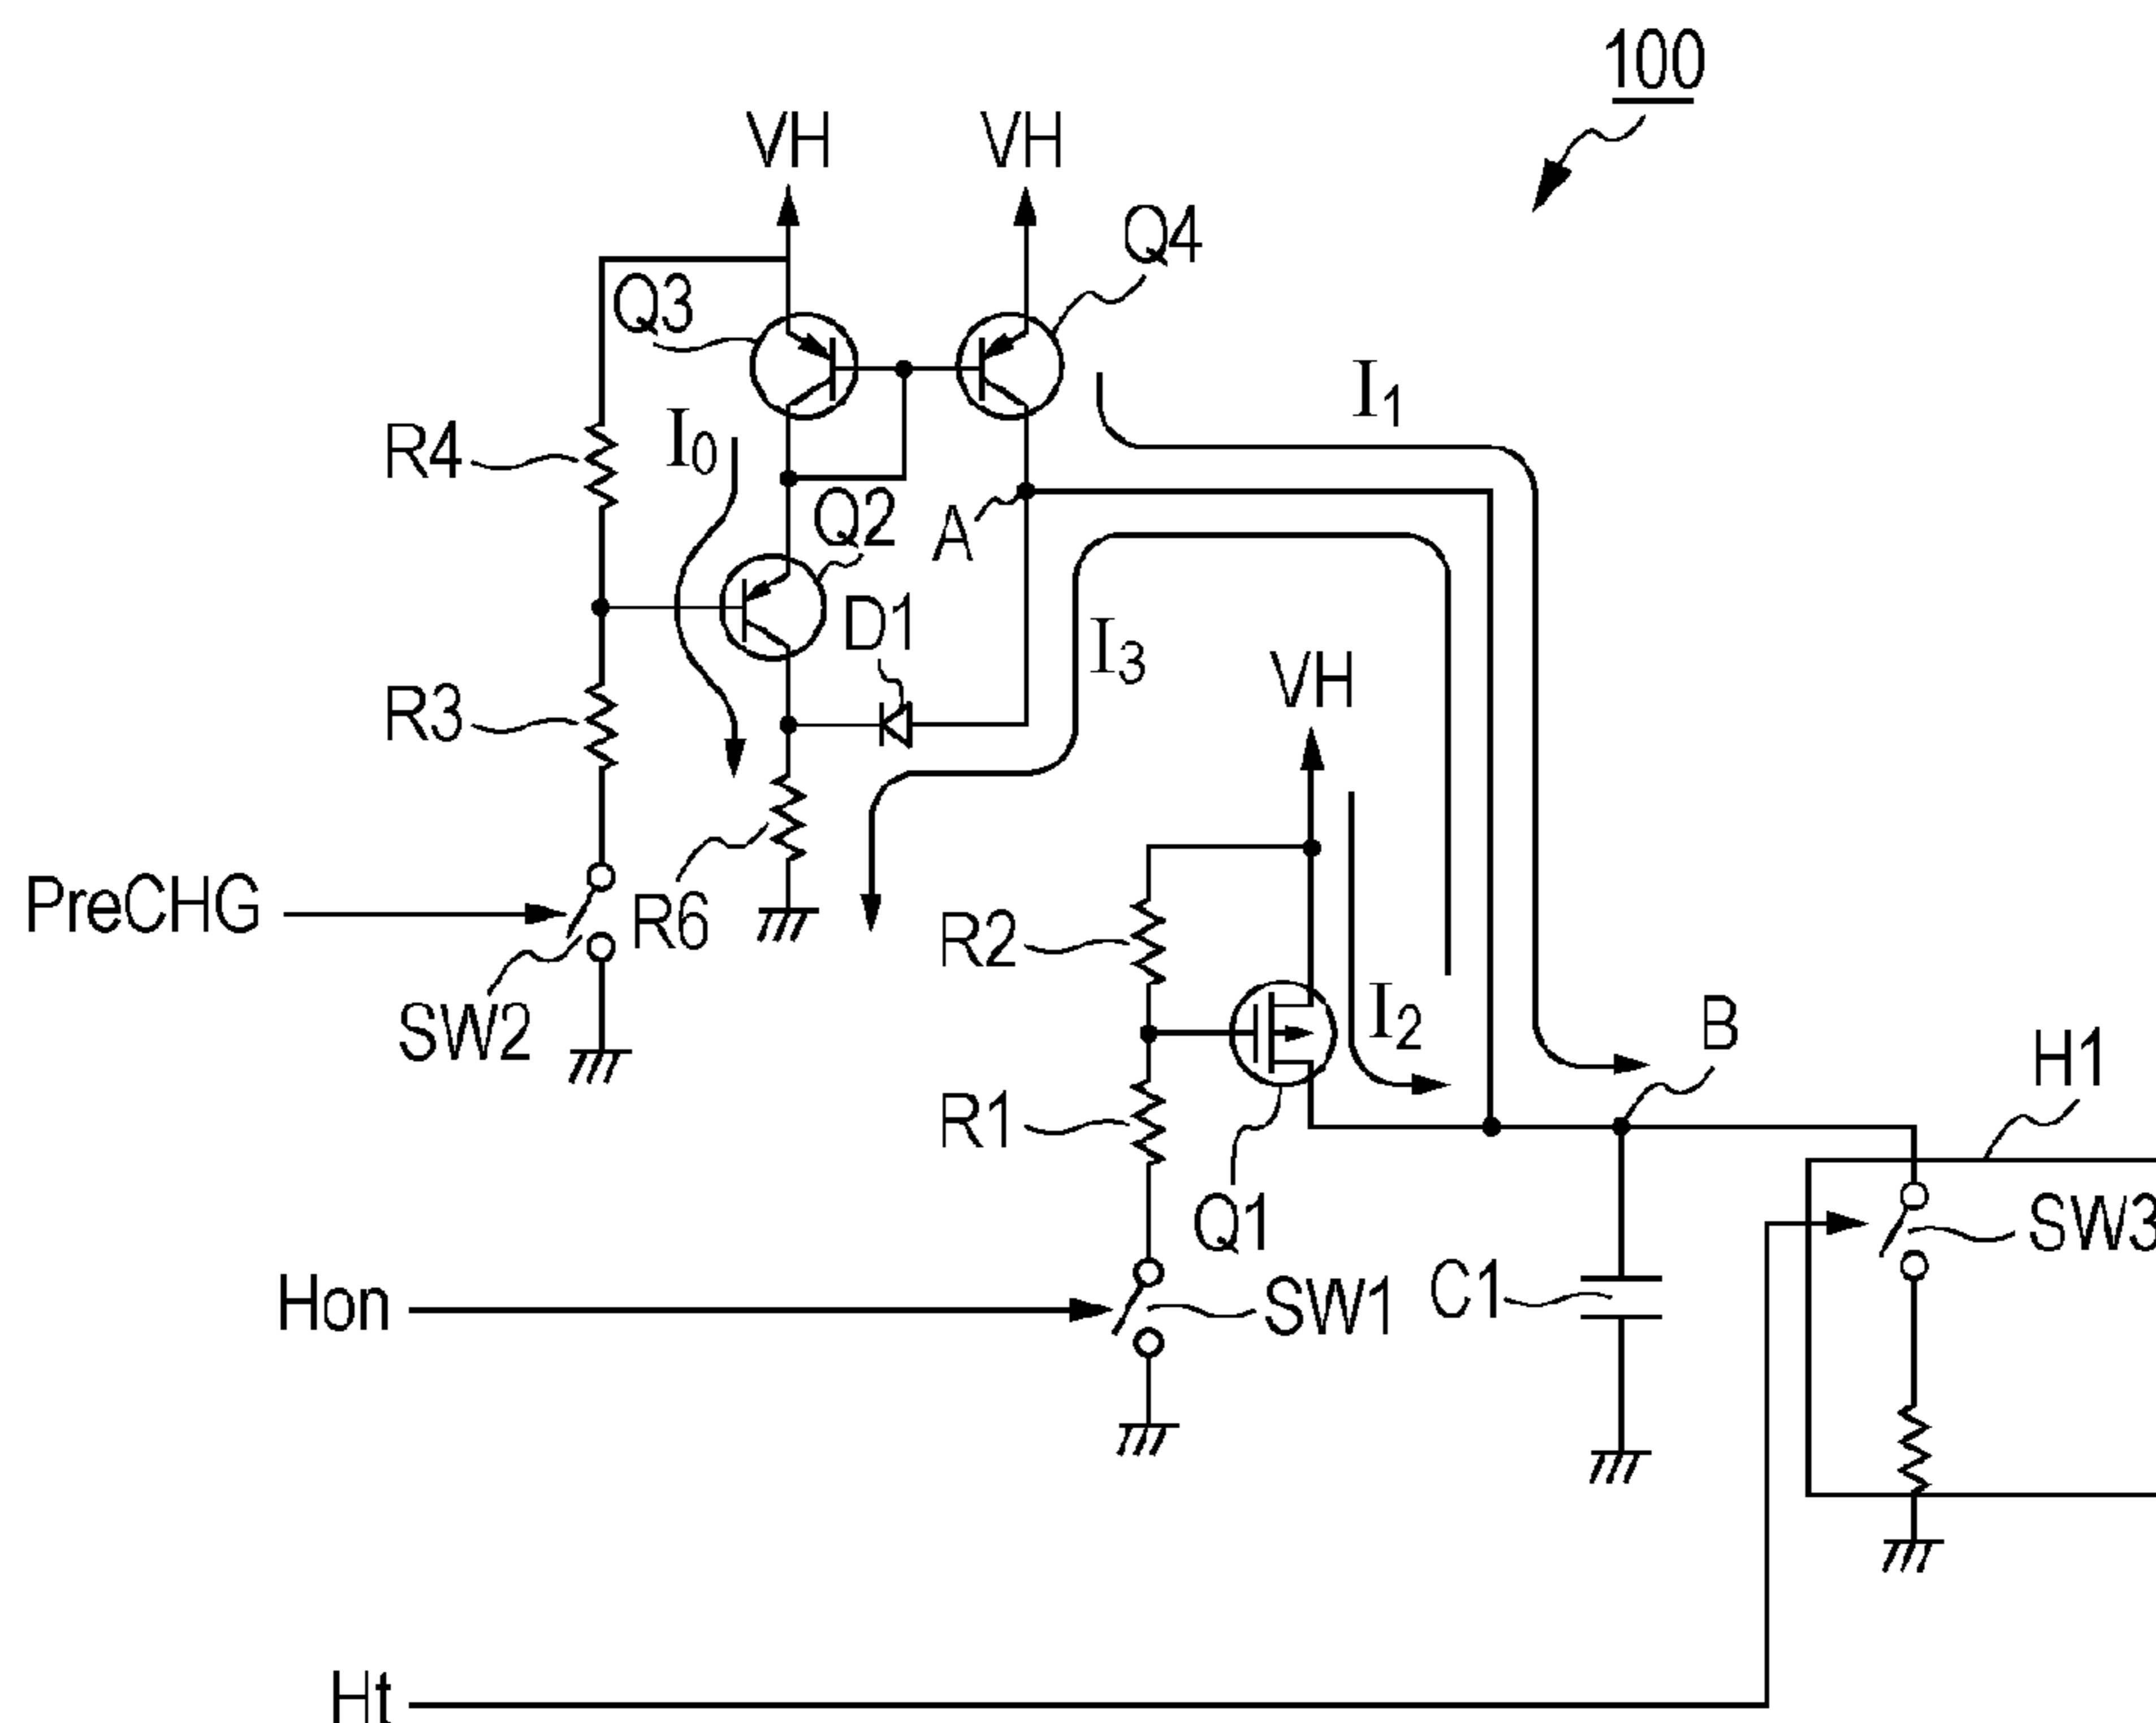 100
VH
VH
Q4
Q3
I1
R4
I0
Q2
A
D1
I3
R3
VH
PreCHG
R6
R2
SW2
I2
B
H1
R1
Q1
SW3
C1
Hon
SW1
Ht